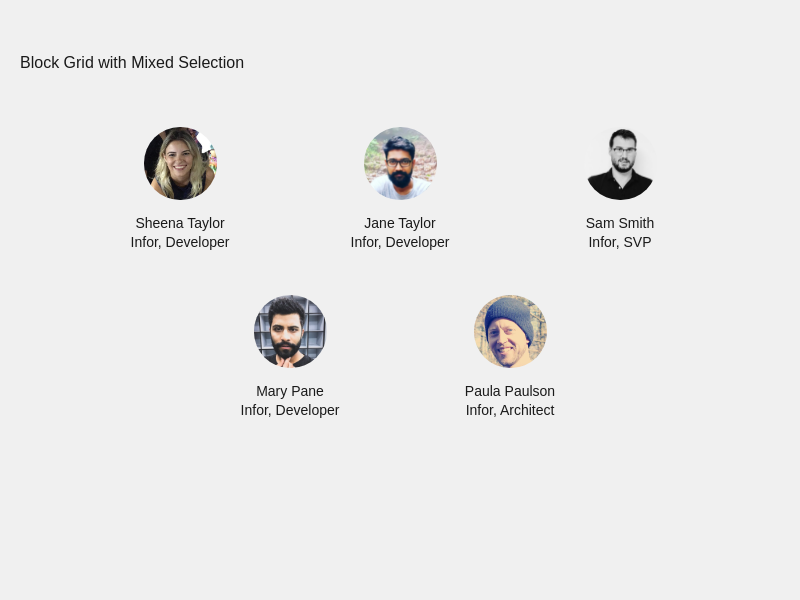 Block Grid with Mixed Selection
Sheena Taylor
Infor, Developer
Jane Taylor
Infor, Developer
Sam Smith
Infor, SVP
Mary Pane
Infor, Developer
Paula Paulson
Infor, Architect